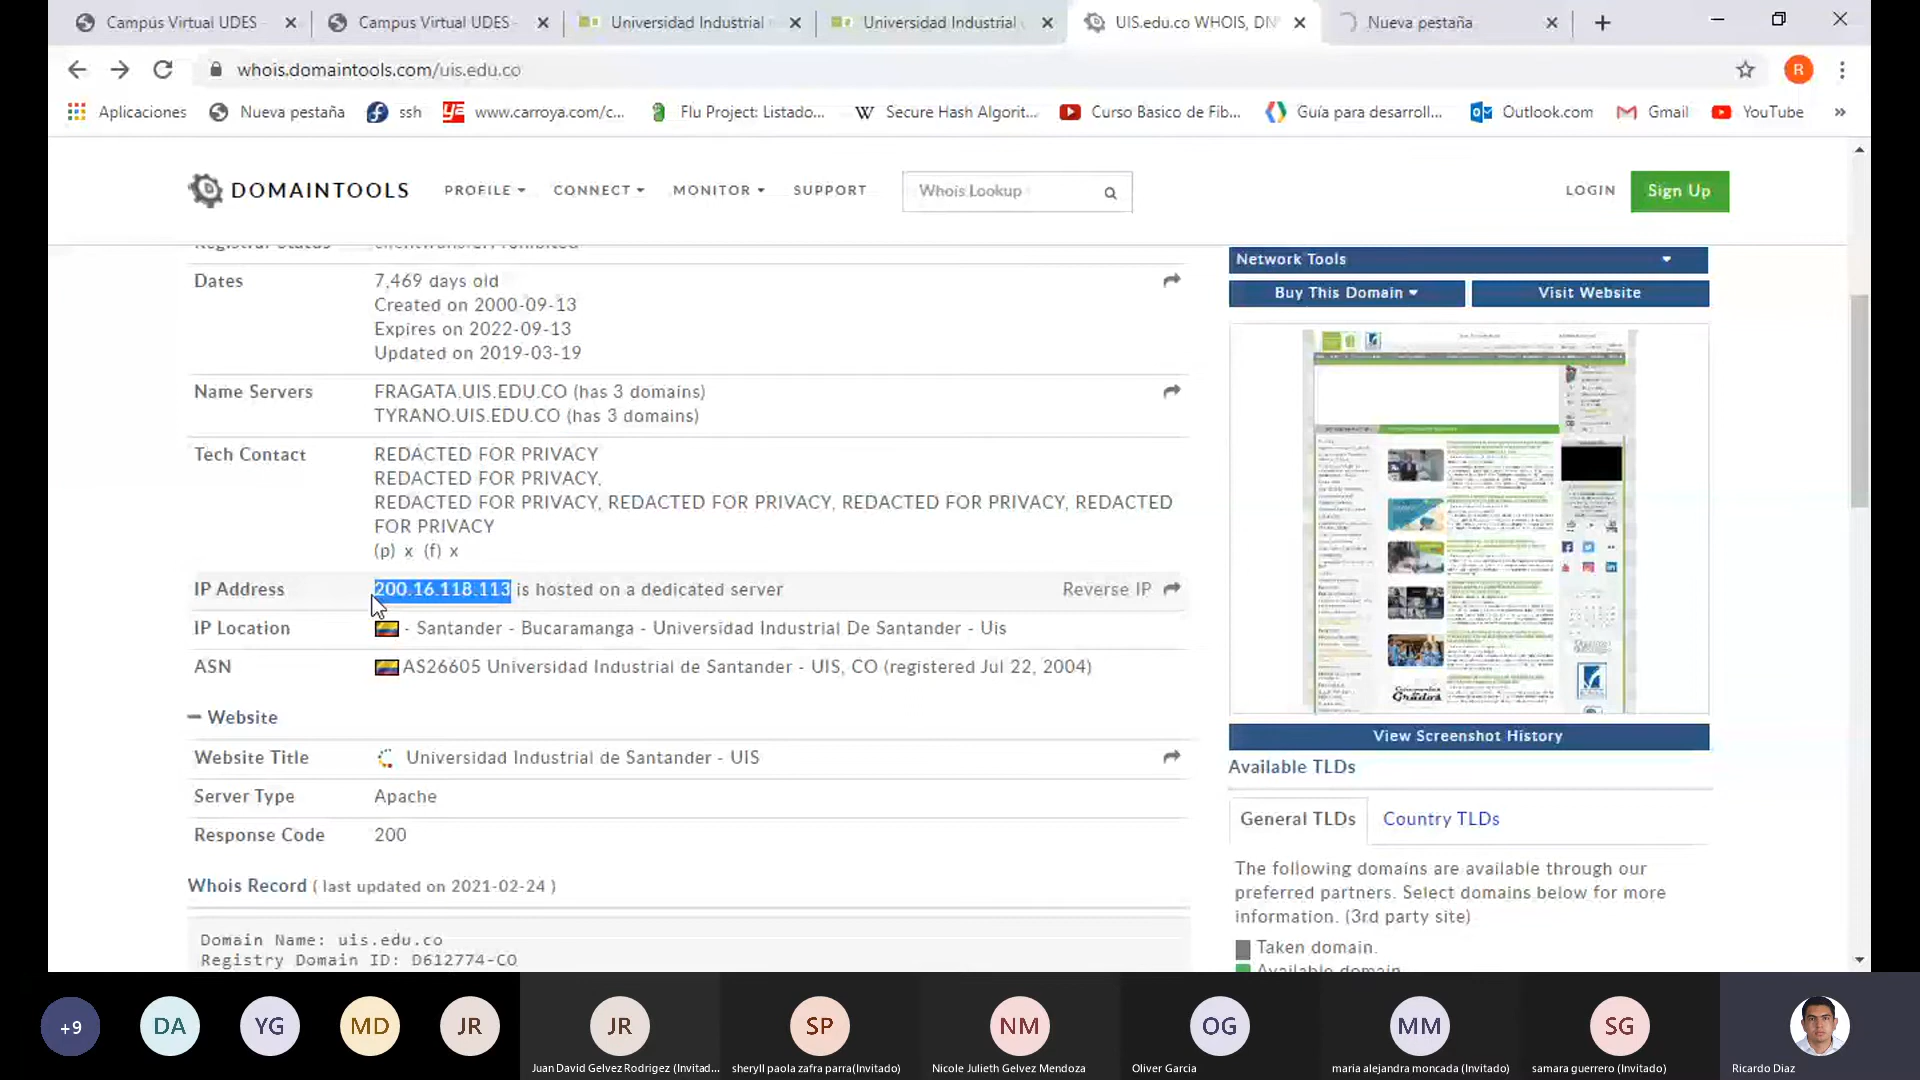 Campus Virtual UDES -
Campus Virtual UDES -
Universidad Industrial
Universidad Industrial
UIS.edu.co WHOIS, DN
Nueva pestaña
whois.domaintools.com/uis.edu.co
R
Aplicaciones
Nueva pestaña
ssh
www.carroya.com/c...
Flu Project: Listado...
W Secure Hash Algorit...
Curso Basico de Fib...
Guía para desarroll...
Outlook.com
Gmail
YouTube
»
DOMAINTOOLS
PROFILE
CONNECT
MONITOR
SUPPORT
Whois Lookup
LOGIN
Sign Up
Registrar Status clientTransferProhibited
Dates 7,469 days old
Created on 2000-09-13
Expires on 2022-09-13
Updated on 2019-03-19
Name Servers FRAGATA.UIS.EDU.CO (has 3 domains)
TYRANO.UIS.EDU.CO (has 3 domains)
Tech Contact REDACTED FOR PRIVACY
REDACTED FOR PRIVACY,
REDACTED FOR PRIVACY, REDACTED FOR PRIVACY, REDACTED FOR PRIVACY, REDACTED
FOR PRIVACY
(p) x (f) x
IP Address 200.16.118.113 is hosted on a dedicated server Reverse IP
IP Location - Santander - Bucaramanga - Universidad Industrial De Santander - Uis
ASN AS26605 Universidad Industrial de Santander - UIS, CO (registered Jul 22, 2004)
Website
Website Title Universidad Industrial de Santander - UIS
Server Type Apache
Response Code 200
Whois Record ( last updated on 2021-02-24 )
Domain Name: uis.edu.co
Registry Domain ID: D612774-CO
Network Tools
Buy This Domain
Visit Website
Grados
View Screenshot History
Available TLDs
General TLDs
Country TLDs
The following domains are available through our
preferred partners. Select domains below for more
information. (3rd party site)
Taken domain.
Available domain.
+9
DA
YG
MD
JR
JR
SP
NM
OG
MM
SG
Juan David Gelvez Rodrigez (Invitad...
sheryll paola zafra parra(Invitado)
Nicole Julieth Gelvez Mendoza
Oliver Garcia
maria alejandra moncada (Invitado)
samara guerrero (Invitado)
Ricardo Diaz